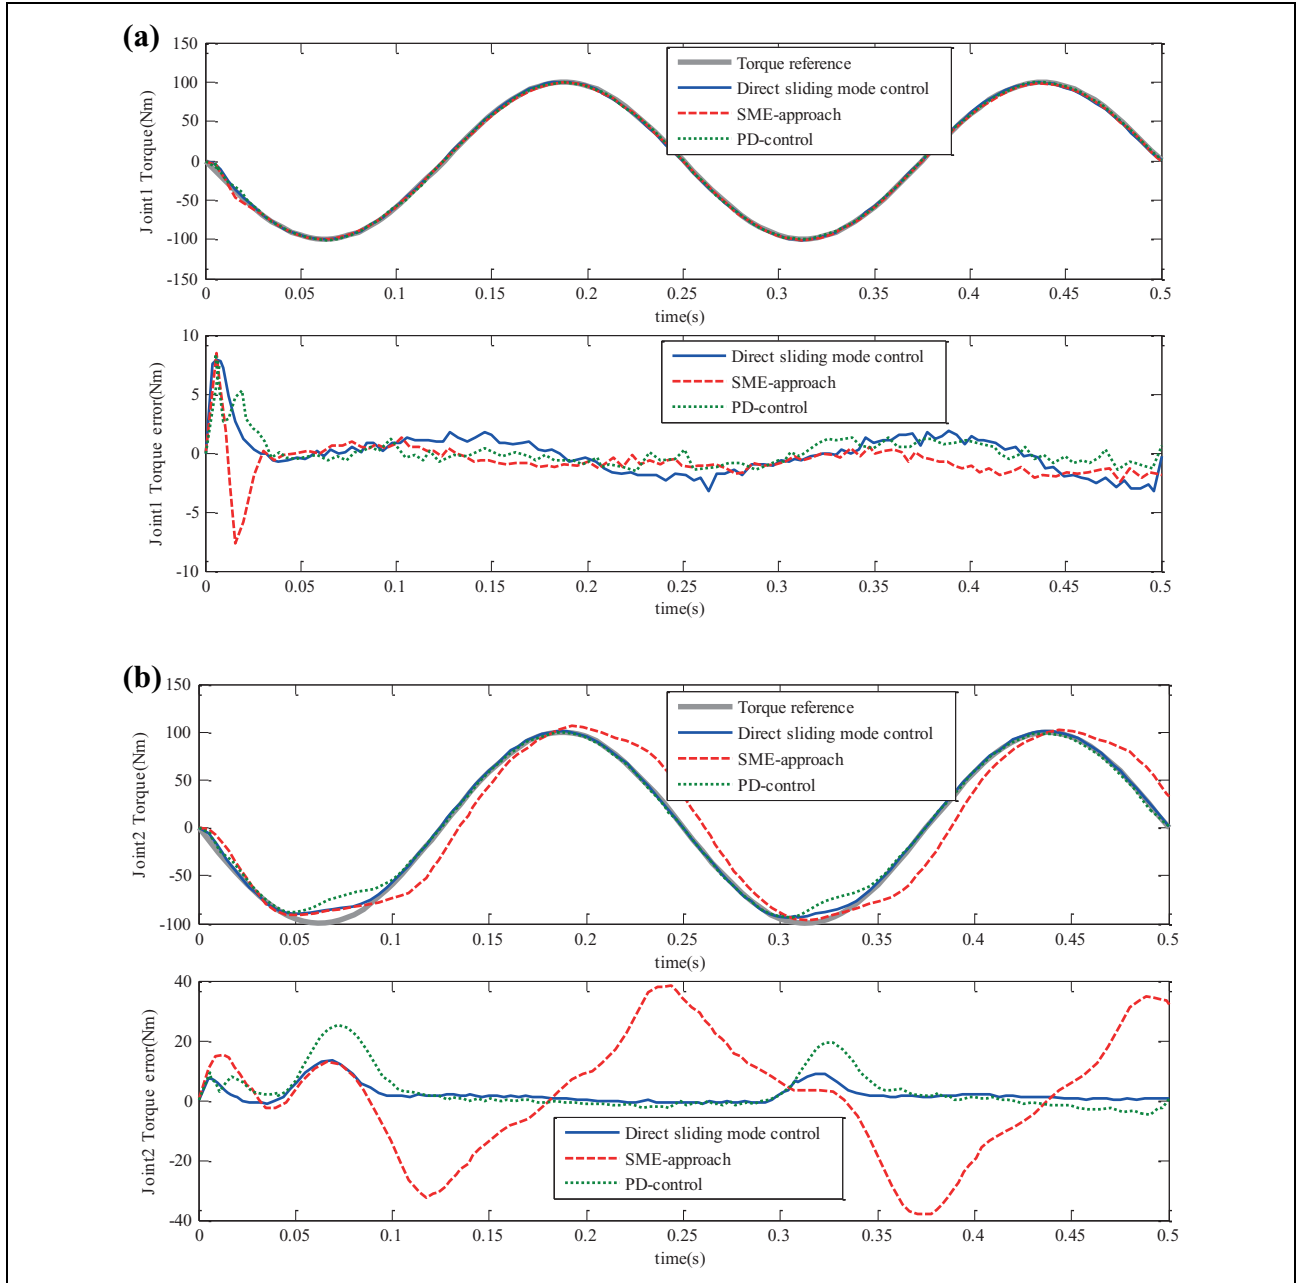 (a)
150
100
50
0
-50
-100
-150
Joint1 Torque(Nm)
Torque reference
Direct sliding mode control
SME-approach
PD-control
0 0.05 0.1 0.15 0.2 0.25 0.3 0.35 0.4 0.45 0.5
time(s)
10
5
0
-5
-10
Joint1 Torque error(Nm)
Direct sliding mode control
SME-approach
PD-control
0 0.05 0.1 0.15 0.2 0.25 0.3 0.35 0.4 0.45 0.5
time(s)
(b)
150
100
50
0
-50
-100
Joint2 Torque(Nm)
Torque reference
Direct sliding mode control
SME-approach
PD-control
0 0.05 0.1 0.15 0.2 0.25 0.3 0.35 0.4 0.45 0.5
time(s)
40
20
0
-20
-40
Joint2 Torque error(Nm)
Direct sliding mode control
SME-approach
PD-control
0 0.05 0.1 0.15 0.2 0.25 0.3 0.35 0.4 0.45 0.5
time(s)